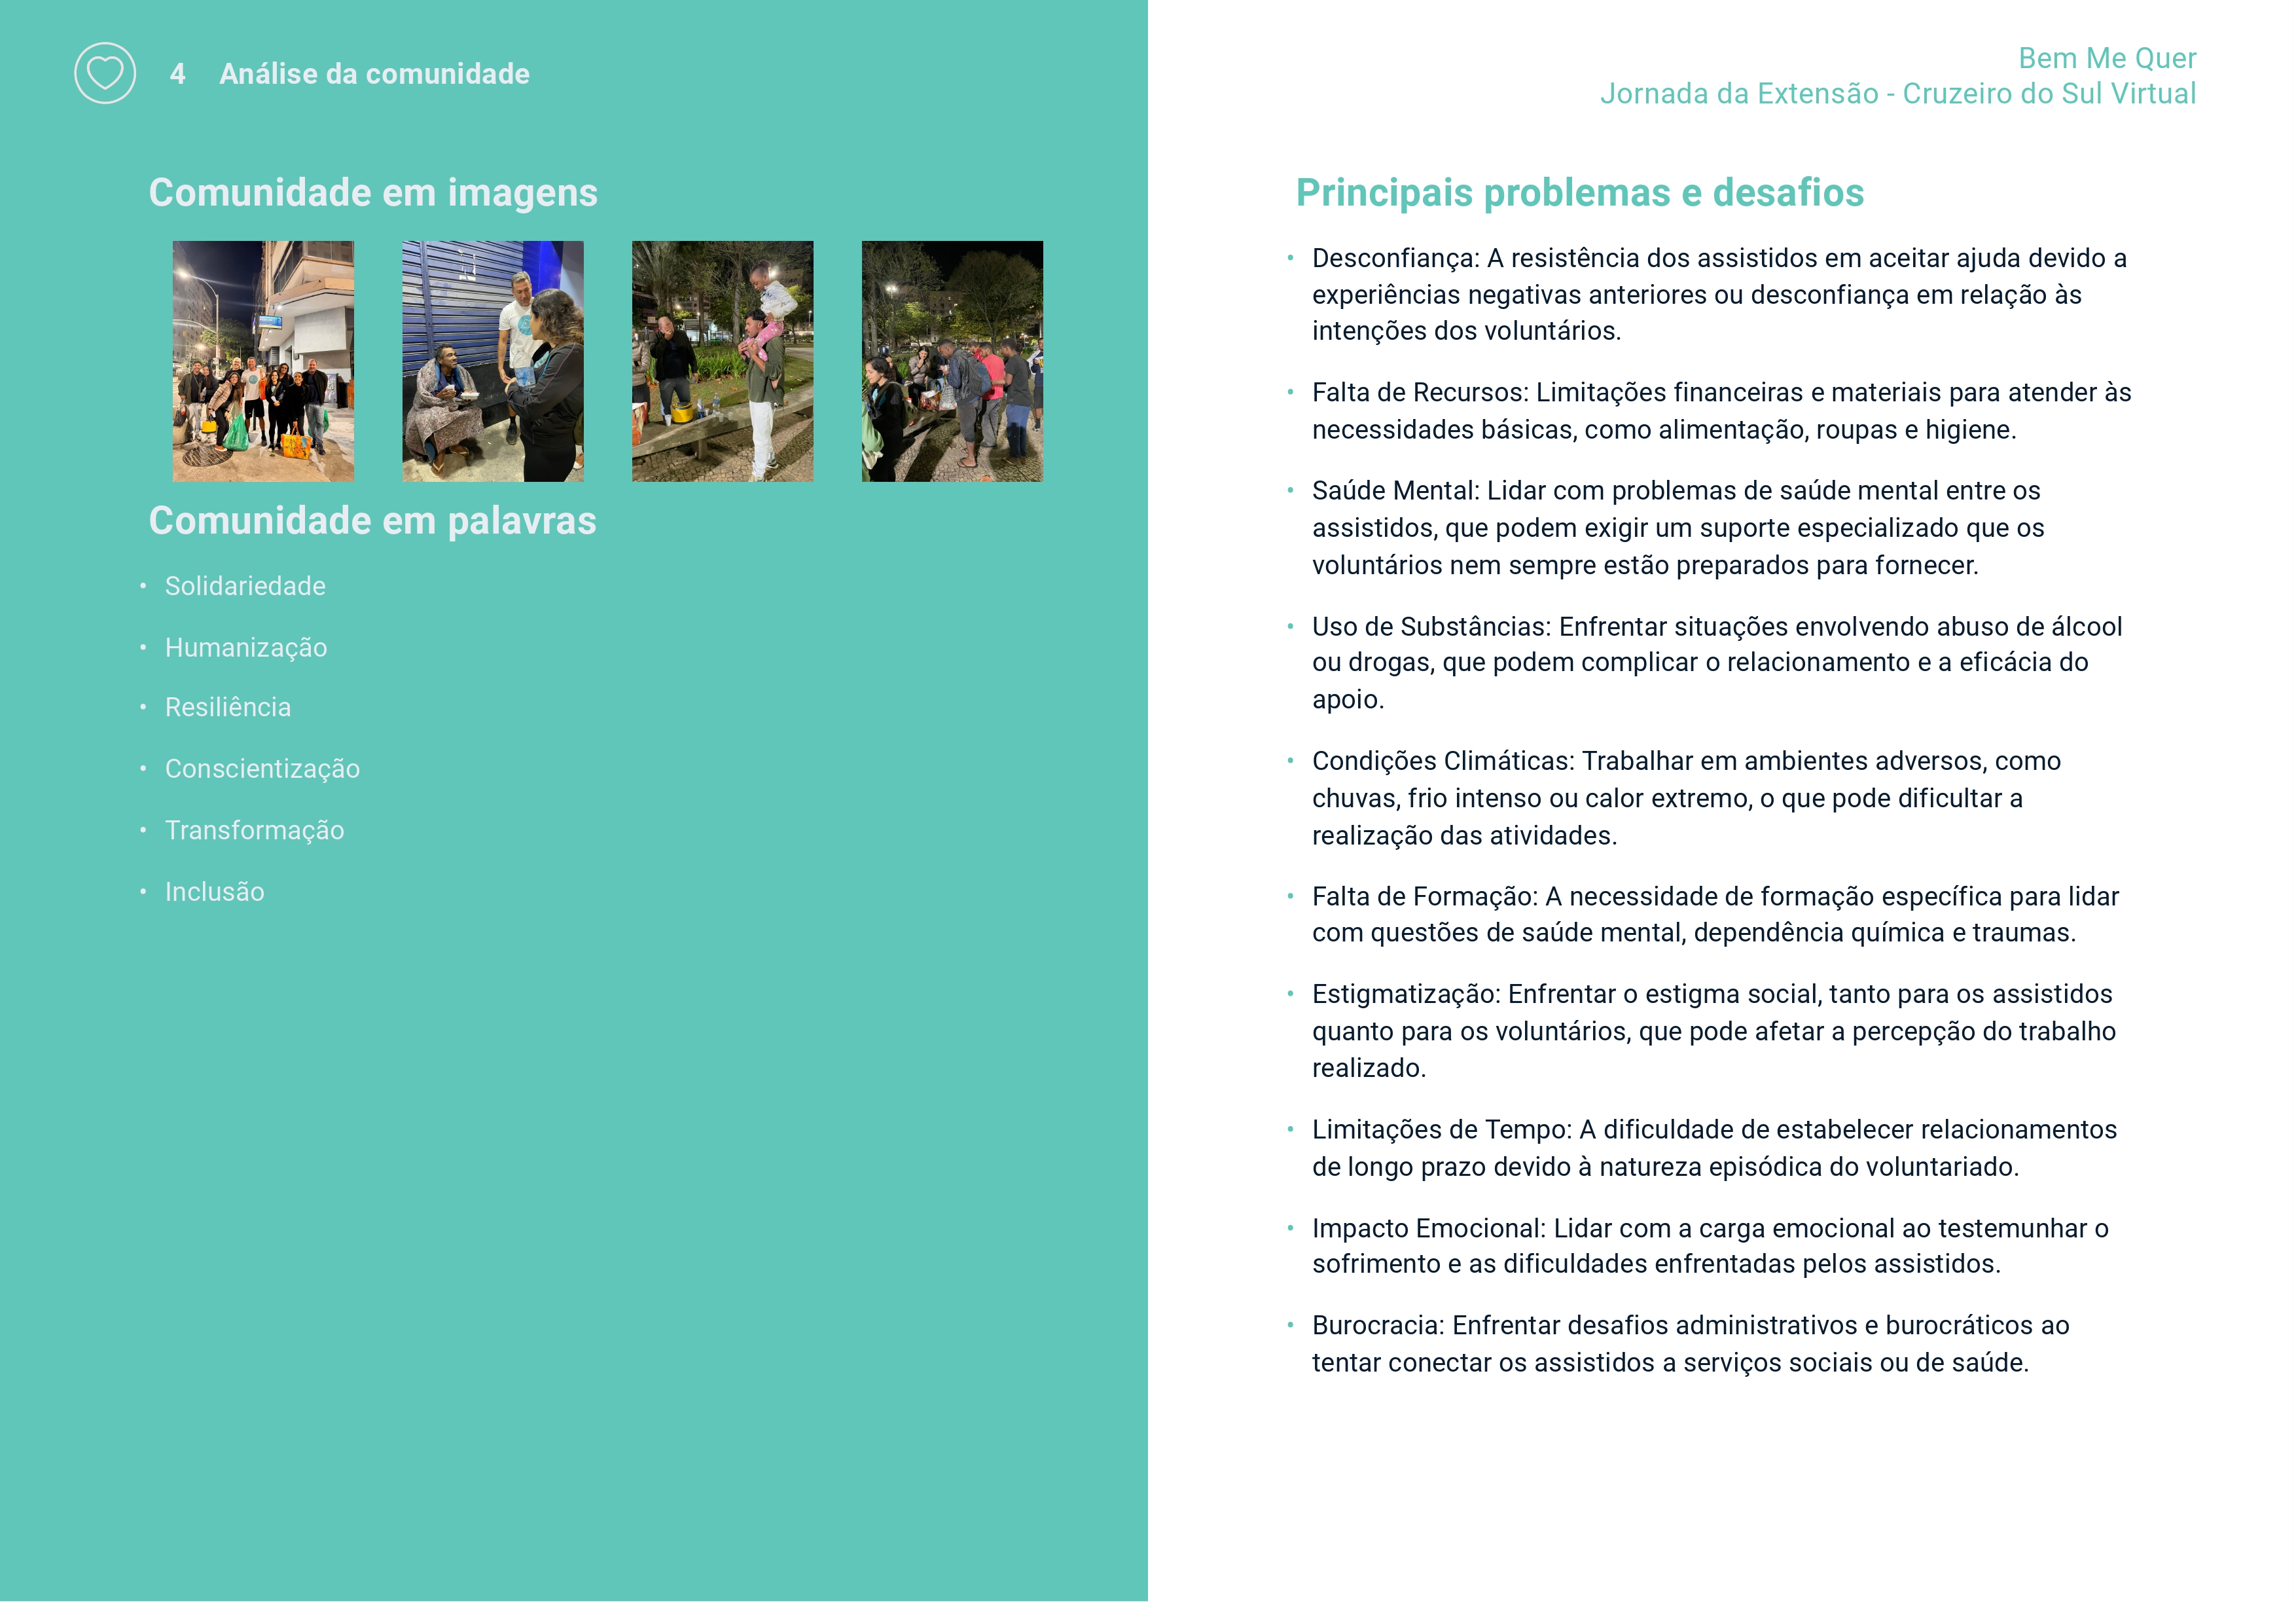 4 Análise da comunidade
Bem Me Quer
Jornada da Extensão - Cruzeiro do Sul Virtual
Comunidade em imagens
Comunidade em palavras
• Solidariedade
• Humanização
• Resiliência
• Conscientização
• Transformação
• Inclusão
Principais problemas e desafios
• Desconfiança: A resistência dos assistidos em aceitar ajuda devido a
experiências negativas anteriores ou desconfiança em relação às
intenções dos voluntários.
• Falta de Recursos: Limitações financeiras e materiais para atender às
necessidades básicas, como alimentação, roupas e higiene.
• Saúde Mental: Lidar com problemas de saúde mental entre os
assistidos, que podem exigir um suporte especializado que os
voluntários nem sempre estão preparados para fornecer.
• Uso de Substâncias: Enfrentar situações envolvendo abuso de álcool
ou drogas, que podem complicar o relacionamento e a eficácia do
apoio.
• Condições Climáticas: Trabalhar em ambientes adversos, como
chuvas, frio intenso ou calor extremo, o que pode dificultar a
realização das atividades.
• Falta de Formação: A necessidade de formação específica para lidar
com questões de saúde mental, dependência química e traumas.
• Estigmatização: Enfrentar o estigma social, tanto para os assistidos
quanto para os voluntários, que pode afetar a percepção do trabalho
realizado.
• Limitações de Tempo: A dificuldade de estabelecer relacionamentos
de longo prazo devido à natureza episódica do voluntariado.
• Impacto Emocional: Lidar com a carga emocional ao testemunhar o
sofrimento e as dificuldades enfrentadas pelos assistidos.
• Burocracia: Enfrentar desafios administrativos e burocráticos ao
tentar conectar os assistidos a serviços sociais ou de saúde.